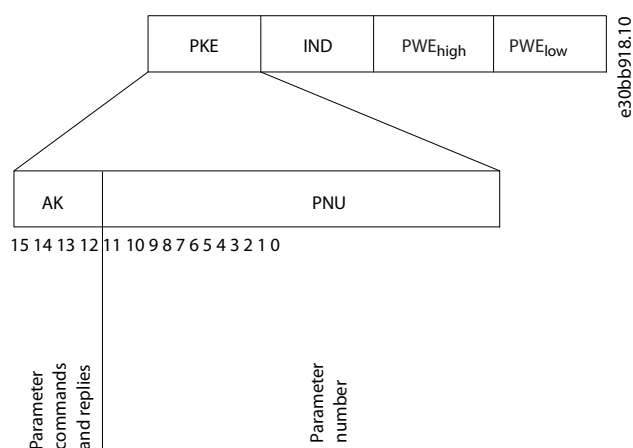 PKE IND PWEhigh PWElow
e30bb918.10
AK PNU
15 14 13 12 11 10 9 8 7 6 5 4 3 2 1 0
Parameter
commands
and replies
Parameter
number